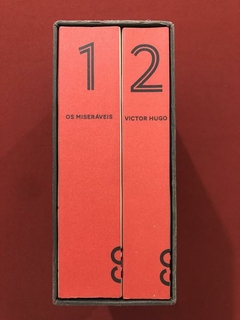 1
OS MISERÁVEIS
2
VICTOR HUGO